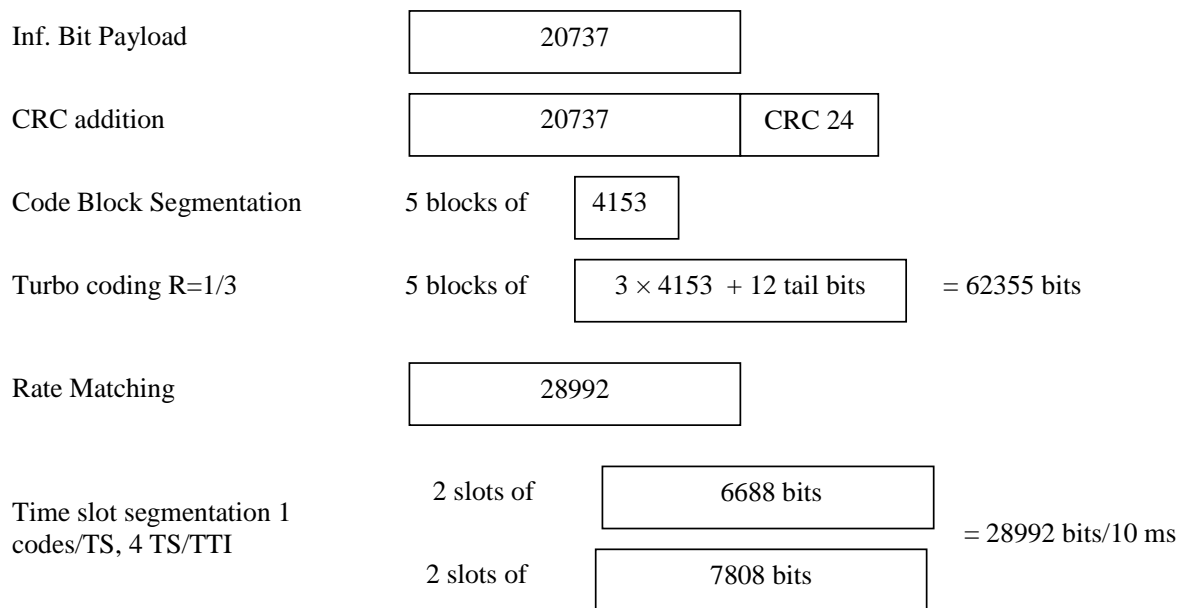 Inf. Bit Payload 20737
CRC addition 20737 CRC 24
Code Block Segmentation 5 blocks of 4153
Turbo coding R=1/3 5 blocks of 3 × 4153 + 12 tail bits = 62355 bits
Rate Matching 28992
2 slots of 6688 bits
Time slot segmentation 1
codes/TS, 4 TS/TTI
= 28992 bits/10 ms
2 slots of 7808 bits